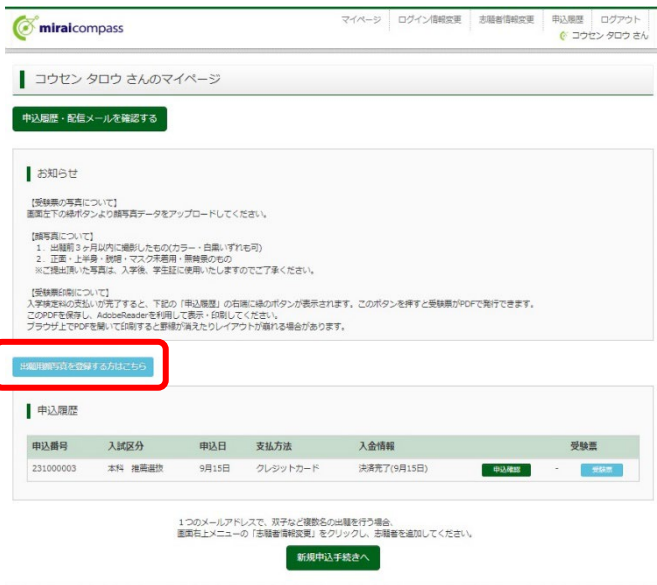 miraicompass
マイページ ログイン情報変更 志願者情報変更 申込履歴 ログアウト
コウセン タロウ さん
コウセン タロウ さんのマイページ
申込履歴・配信メールを確認する
お知らせ
【受験票の写真について】
画面左下の緑ボタンより顔写真データをアップロードしてください。
【顔写真について】
１．出願前３ヶ月以内に撮影したもの(カラー・白黒いずれも可)
２．正面・上半身・脱帽・マスク未着用・無背景のもの
※ご提出頂いた写真は、入学後、学生証に使用いたしますのでご了承ください。
【受験票印刷について】
入学検定料の支払いが完了すると、下記の「申込履歴」の右端に緑のボタンが表示されます。このボタンを押すと受験票がPDFで発行できます。
このPDFを保存し、AdobeReaderを利用して表示・印刷してください。
ブラウザ上でPDFを開いて印刷すると罫線が消えたりレイアウトが崩れる場合があります。
出願用顔写真を登録する方はこちら
申込履歴
申込番号 入試区分 申込日 支払方法 入金情報 受験票
231000003 本科 推薦選抜 9月15日 クレジットカード 決済完了(9月15日) 申込確認 - 受験票
１つのメールアドレスで、双子など複数名の出願を行う場合、
画面右上メニューの「志願者情報変更」をクリックし、志願者を追加してください。
新規申込手続きへ